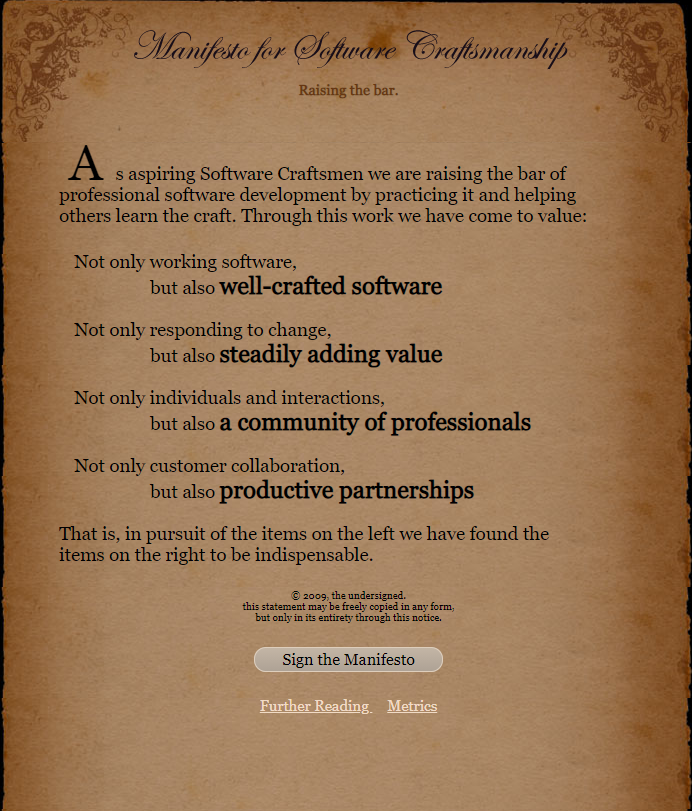 Manifesto for Software Craftsmanship
Raising the bar.
As aspiring Software Craftsmen we are raising the bar of
professional software development by practicing it and helping
others learn the craft. Through this work we have come to value:
Not only working software,
but also well-crafted software
Not only responding to change,
but also steadily adding value
Not only individuals and interactions,
but also a community of professionals
Not only customer collaboration,
but also productive partnerships
That is, in pursuit of the items on the left we have found the
items on the right to be indispensable.
© 2009, the undersigned.
this statement may be freely copied in any form,
but only in its entirety through this notice.
Sign the Manifesto
Further Reading Metrics